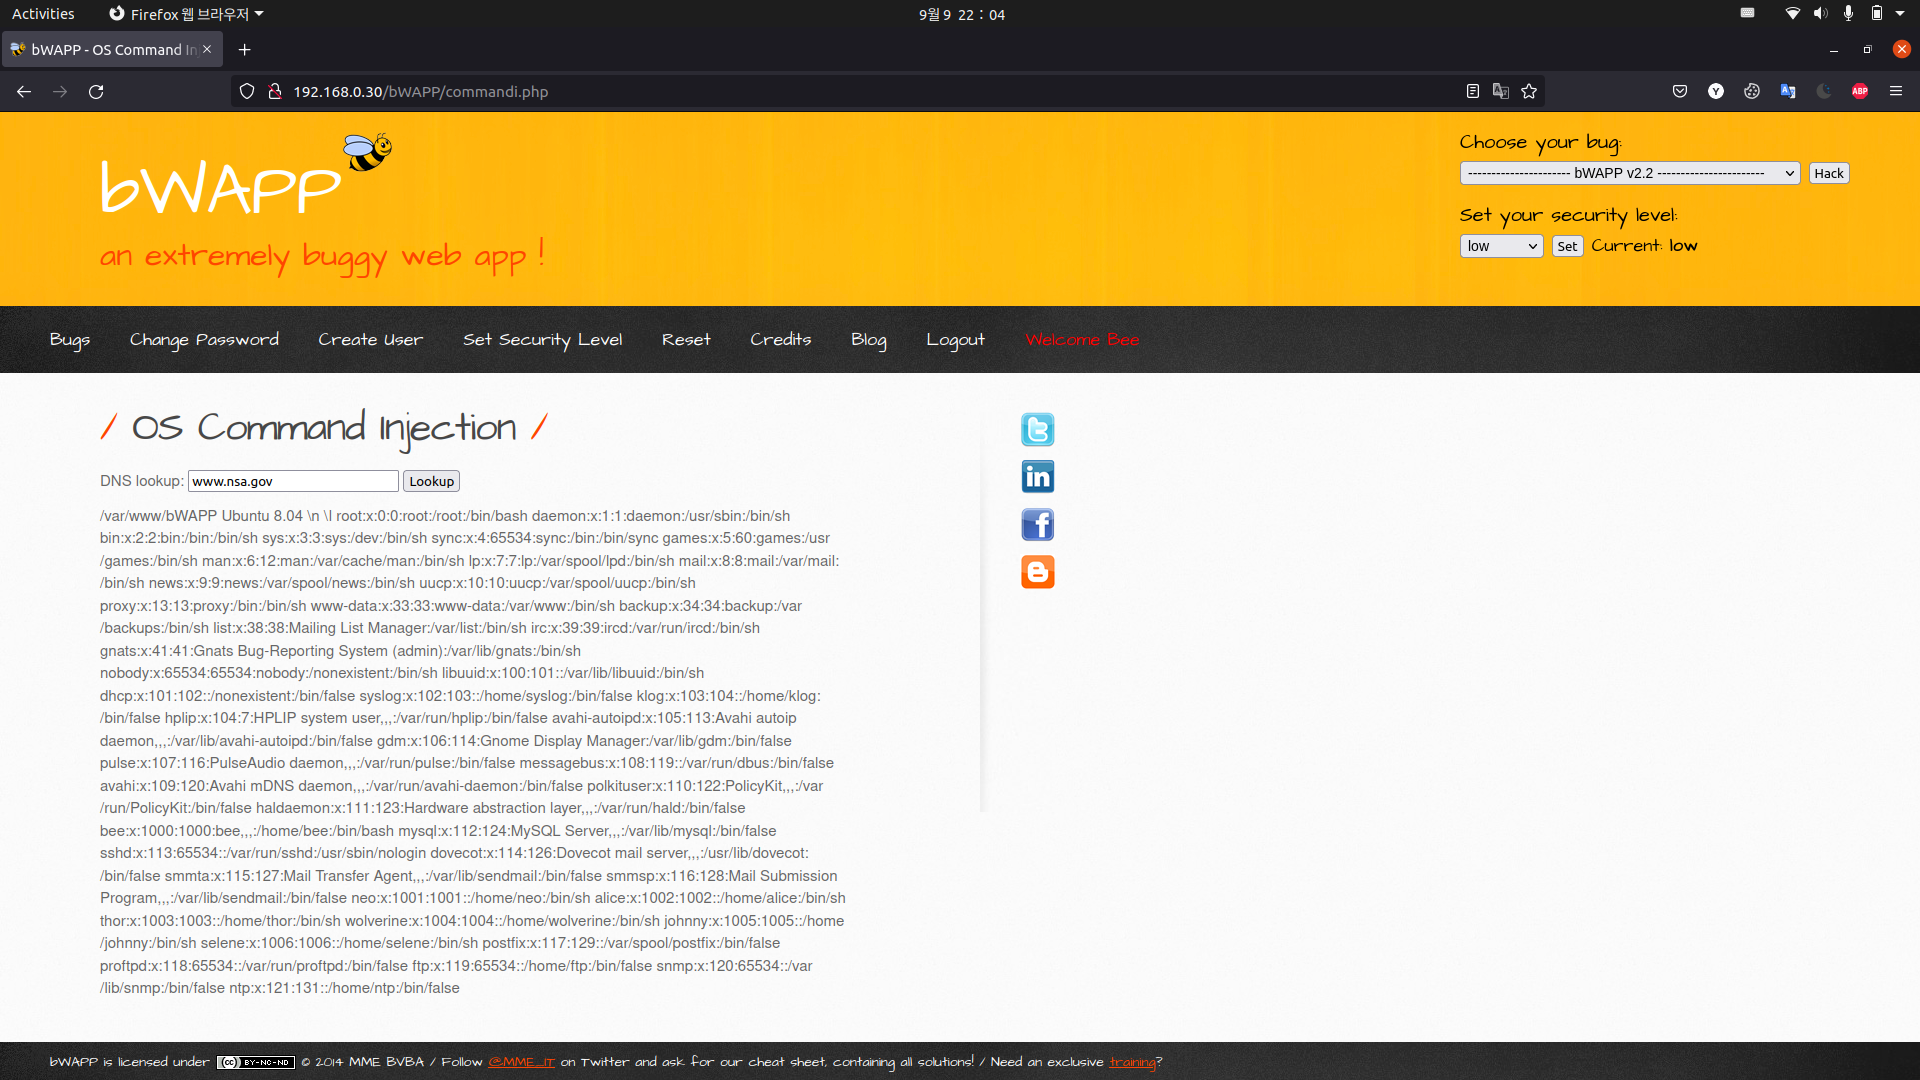 Activities
Firefox 웹 브라우저
9월 9 22 : 04
bWAPP - OS Command In
192.168.0.30/bWAPP/commandi.php
Y
ABP
bWAPP
an extremely buggy web app !
Choose your bug:
---------------------- bWAPP v2.2 -----------------------
Hack
Set your security level:
low
Set
Current: low
Bugs
Change Password
Create User
Set Security Level
Reset
Credits
Blog
Logout
Welcome Bee
/ OS Command Injection /
DNS lookup: www.nsa.gov Lookup
/var/www/bWAPP Ubuntu 8.04 \n \l root:x:0:0:root:/root:/bin/bash daemon:x:1:1:daemon:/usr/sbin:/bin/sh
bin:x:2:2:bin:/bin:/bin/sh sys:x:3:3:sys:/dev:/bin/sh sync:x:4:65534:sync:/bin:/bin/sync games:x:5:60:games:/usr
/games:/bin/sh man:x:6:12:man:/var/cache/man:/bin/sh lp:x:7:7:lp:/var/spool/lpd:/bin/sh mail:x:8:8:mail:/var/mail:
/bin/sh news:x:9:9:news:/var/spool/news:/bin/sh uucp:x:10:10:uucp:/var/spool/uucp:/bin/sh
proxy:x:13:13:proxy:/bin:/bin/sh www-data:x:33:33:www-data:/var/www:/bin/sh backup:x:34:34:backup:/var
/backups:/bin/sh list:x:38:38:Mailing List Manager:/var/list:/bin/sh irc:x:39:39:ircd:/var/run/ircd:/bin/sh
gnats:x:41:41:Gnats Bug-Reporting System (admin):/var/lib/gnats:/bin/sh
nobody:x:65534:65534:nobody:/nonexistent:/bin/sh libuuid:x:100:101::/var/lib/libuuid:/bin/sh
dhcp:x:101:102::/nonexistent:/bin/false syslog:x:102:103::/home/syslog:/bin/false klog:x:103:104::/home/klog:
/bin/false hplip:x:104:7:HPLIP system user,,,:/var/run/hplip:/bin/false avahi-autoipd:x:105:113:Avahi autoip
daemon,,,:/var/lib/avahi-autoipd:/bin/false gdm:x:106:114:Gnome Display Manager:/var/lib/gdm:/bin/false
pulse:x:107:116:PulseAudio daemon,,,:/var/run/pulse:/bin/false messagebus:x:108:119::/var/run/dbus:/bin/false
avahi:x:109:120:Avahi mDNS daemon,,,:/var/run/avahi-daemon:/bin/false polkituser:x:110:122:PolicyKit,,,:/var
/run/PolicyKit:/bin/false haldaemon:x:111:123:Hardware abstraction layer,,,:/var/run/hald:/bin/false
bee:x:1000:1000:bee,,,:/home/bee:/bin/bash mysql:x:112:124:MySQL Server,,,:/var/lib/mysql:/bin/false
sshd:x:113:65534::/var/run/sshd:/usr/sbin/nologin dovecot:x:114:126:Dovecot mail server,,,:/usr/lib/dovecot:
/bin/false smmta:x:115:127:Mail Transfer Agent,,,:/var/lib/sendmail:/bin/false smmsp:x:116:128:Mail Submission
Program,,,:/var/lib/sendmail:/bin/false neo:x:1001:1001::/home/neo:/bin/sh alice:x:1002:1002::/home/alice:/bin/sh
thor:x:1003:1003::/home/thor:/bin/sh wolverine:x:1004:1004::/home/wolverine:/bin/sh johnny:x:1005:1005::/home
/johnny:/bin/sh selene:x:1006:1006::/home/selene:/bin/sh postfix:x:117:129::/var/spool/postfix:/bin/false
proftpd:x:118:65534::/var/run/proftpd:/bin/false ftp:x:119:65534::/home/ftp:/bin/false snmp:x:120:65534::/var
/lib/snmp:/bin/false ntp:x:121:131::/home/ntp:/bin/false
bWAPP is licensed under (cc) BY-NC-ND © 2014 MME BVBA / Follow @MME_IT on Twitter and ask for our cheat sheet, containing all solutions! / Need an exclusive training?